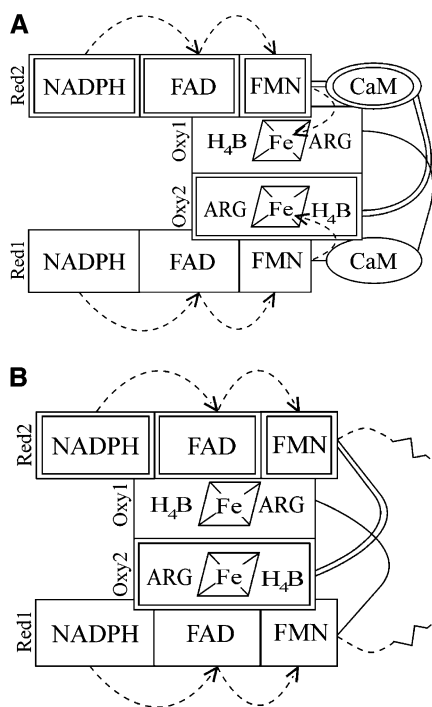 A
Red2
NADPH FAD FMN CaM
Oxy1
H4B Fe ARG
Oxy2
ARG Fe H4B
Red1
NADPH FAD FMN CaM
B
Red2
NADPH FAD FMN
Oxy1
H4B Fe ARG
Oxy2
ARG Fe H4B
Red1
NADPH FAD FMN